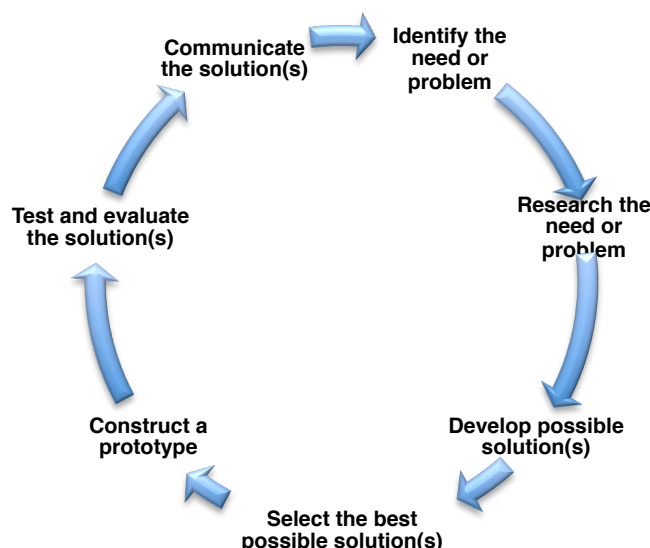 Identify the
need or
problem
Research the
need or
problem
Develop possible
solution(s)
Select the best
possible solution(s)
Construct a
prototype
Test and evaluate
the solution(s)
Communicate
the solution(s)